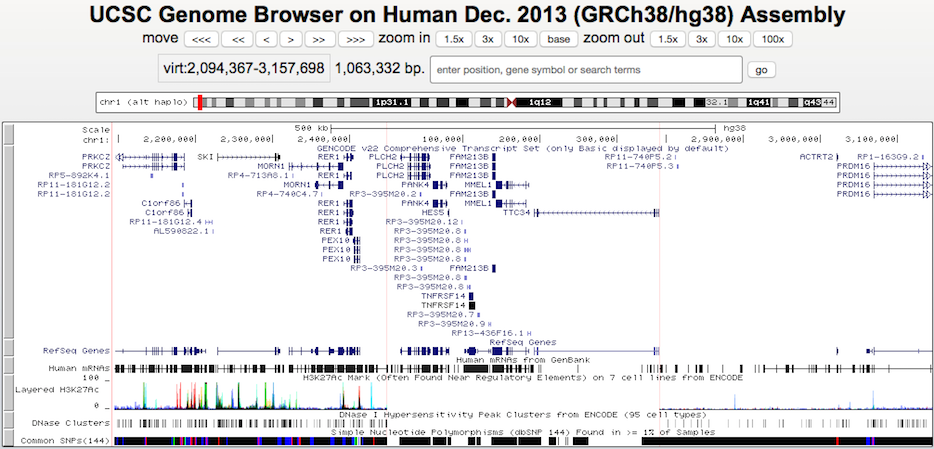 UCSC Genome Browser on Human Dec. 2013 (GRCh38/hg38) Assembly
move <<< << < > >> >>> zoom in 1.5x 3x 10x base zoom out 1.5x 3x 10x 100x
virt:2,094,367-3,157,698 1,063,332 bp. enter position, gene symbol or search terms go
chr1 (alt haplo) 1p31.1 1q12 32.1 1q41 q43 44
Scale 500 kb hg38
chr1: 2,200,000 2,300,000 2,400,000 100,000 200,000 300,000 2,900,000 3,000,000 3,100,000
GENCODE v22 Comprehensive Transcript Set (only Basic displayed by default)
PRKCZ SKI RER1 PLCH2 FAM213B RP11-740P5.2 ACTRT2 RP1-163G9.2
PRKCZ MORN1 RER1 PLCH2 FAM213B RP11-740P5.3 PRDM16
RP5-892K4.1 RP4-713A8.1 RER1 PLCH2 FAM213B PRDM16
RP11-181G12.2 MORN1 PANK4 MMEL1 PRDM16
RP11-181G12.2 RP4-740C4.7 RP3-395M20.2 FAM213B PRDM16
C1orf86 RER1 PANK4 MMEL1
C1orf86 RER1 HES5 TTC34
RP11-181G12.4 RER1 RP3-395M20.12
AL590822.1 RER1 RP3-395M20.8
PEX10 RP3-395M20.8
PEX10 RP3-395M20.8
PEX10 RP3-395M20.8
RP3-395M20.3 FAM213B
RP3-395M20.8
RP3-395M20.8
TNFRSF14
TNFRSF14
RP3-395M20.7
RP3-395M20.9
RP13-436F16.1
RefSeq Genes
RefSeq Genes
Human mRNAs from GenBank
Human mRNAs
H3K27Ac Mark (Often Found Near Regulatory Elements) on 7 cell lines from ENCODE
100 _
Layered H3K27Ac
0 _
DNase I Hypersensitivity Peak Clusters from ENCODE (95 cell types)
DNase Clusters
Simple Nucleotide Polymorphisms (dbSNP 144) Found in >= 1% of Samples
Common SNPs(144)